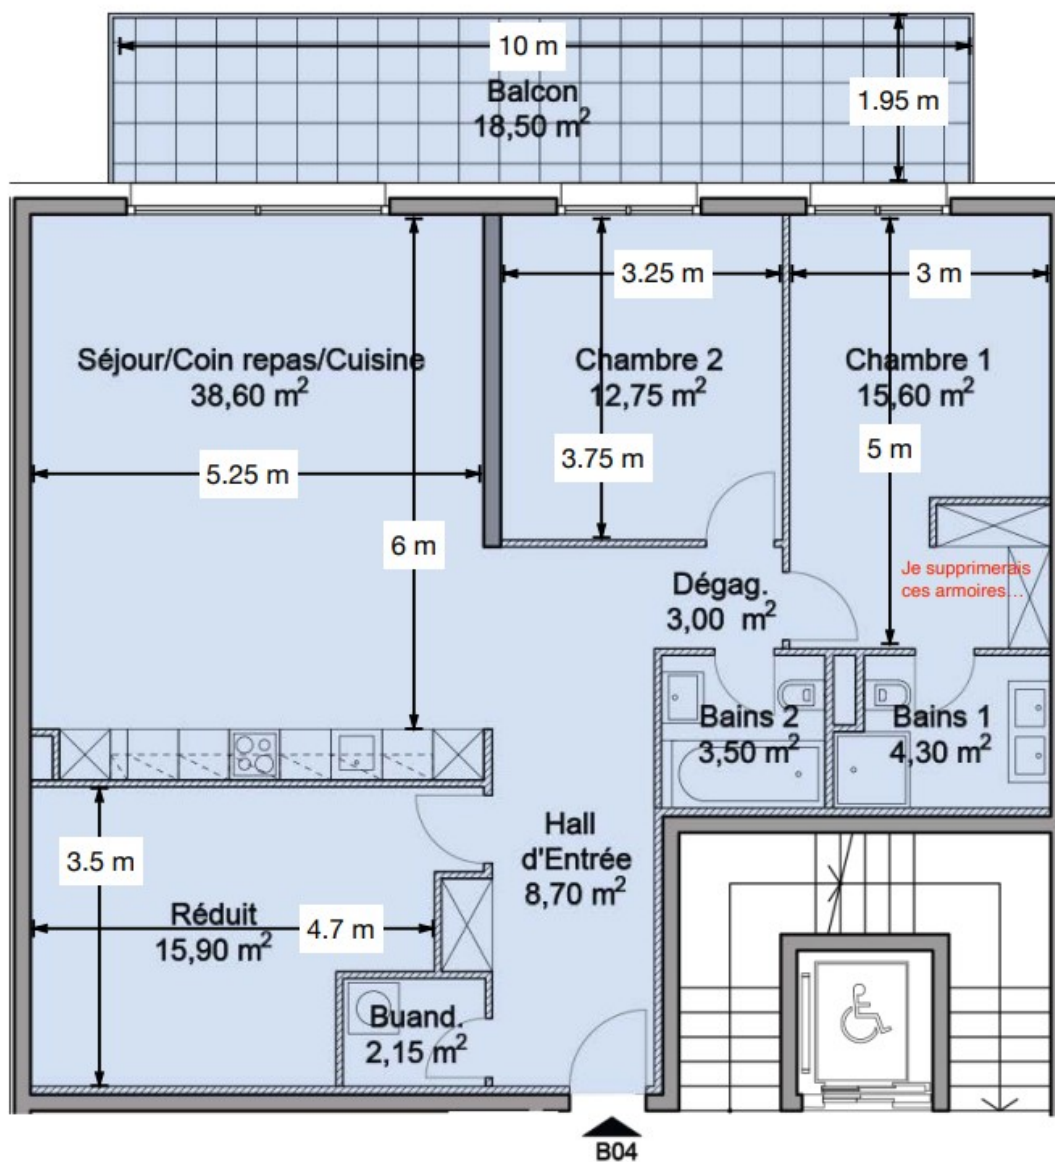 10 m
Balcon
18,50 m²
1.95 m
3.25 m
3 m
Séjour/Coin repas/Cuisine
38,60 m²
Chambre 2
12,75 m²
Chambre 1
15,60 m²
5.25 m
3.75 m
5 m
6 m
Je supprimerais
ces armoires…
Dégag.
3,00 m²
Bains 2
3,50 m²
Bains 1
4,30 m²
3.5 m
Hall
d'Entrée
8,70 m²
Réduit
15,90 m²
4.7 m
Buand.
2,15 m²
B04